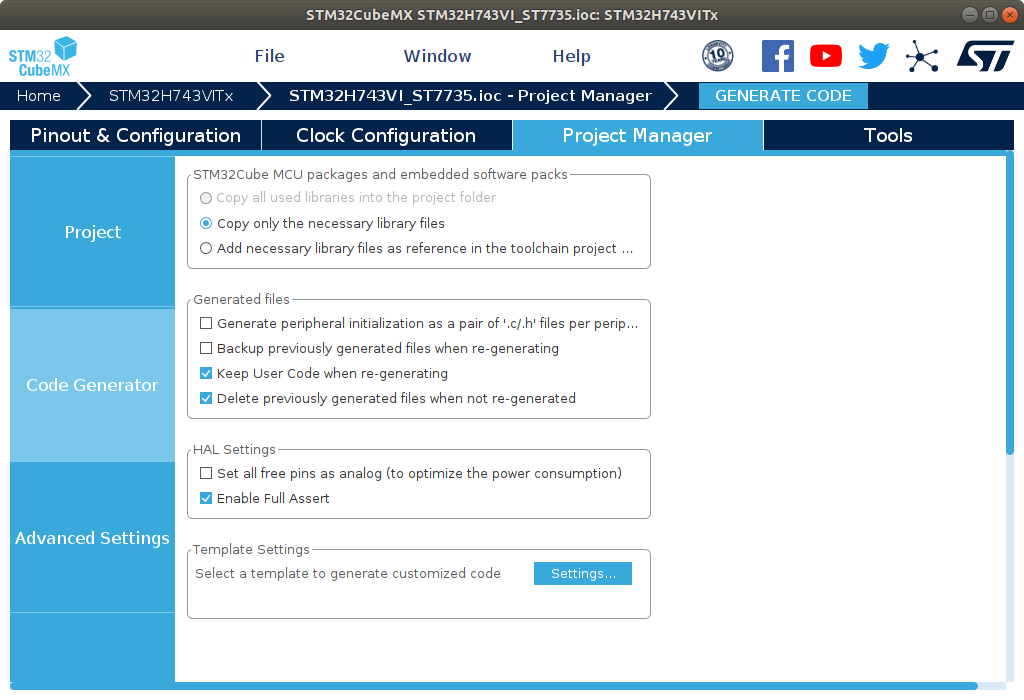 STM32CubeMX STM32H743VI_ST7735.ioc: STM32H743VITx
STM32
CubeMX
File
Window
Help
10
Home
STM32H743VITx
STM32H743VI_ST7735.ioc - Project Manager
GENERATE CODE
Pinout & Configuration
Clock Configuration
Project Manager
Tools
Project
Code Generator
Advanced Settings
STM32Cube MCU packages and embedded software packs
Copy all used libraries into the project folder
Copy only the necessary library files
Add necessary library files as reference in the toolchain project ...
Generated files
Generate peripheral initialization as a pair of '.c/.h' files per perip...
Backup previously generated files when re-generating
Keep User Code when re-generating
Delete previously generated files when not re-generated
HAL Settings
Set all free pins as analog (to optimize the power consumption)
Enable Full Assert
Template Settings
Select a template to generate customized code
Settings...